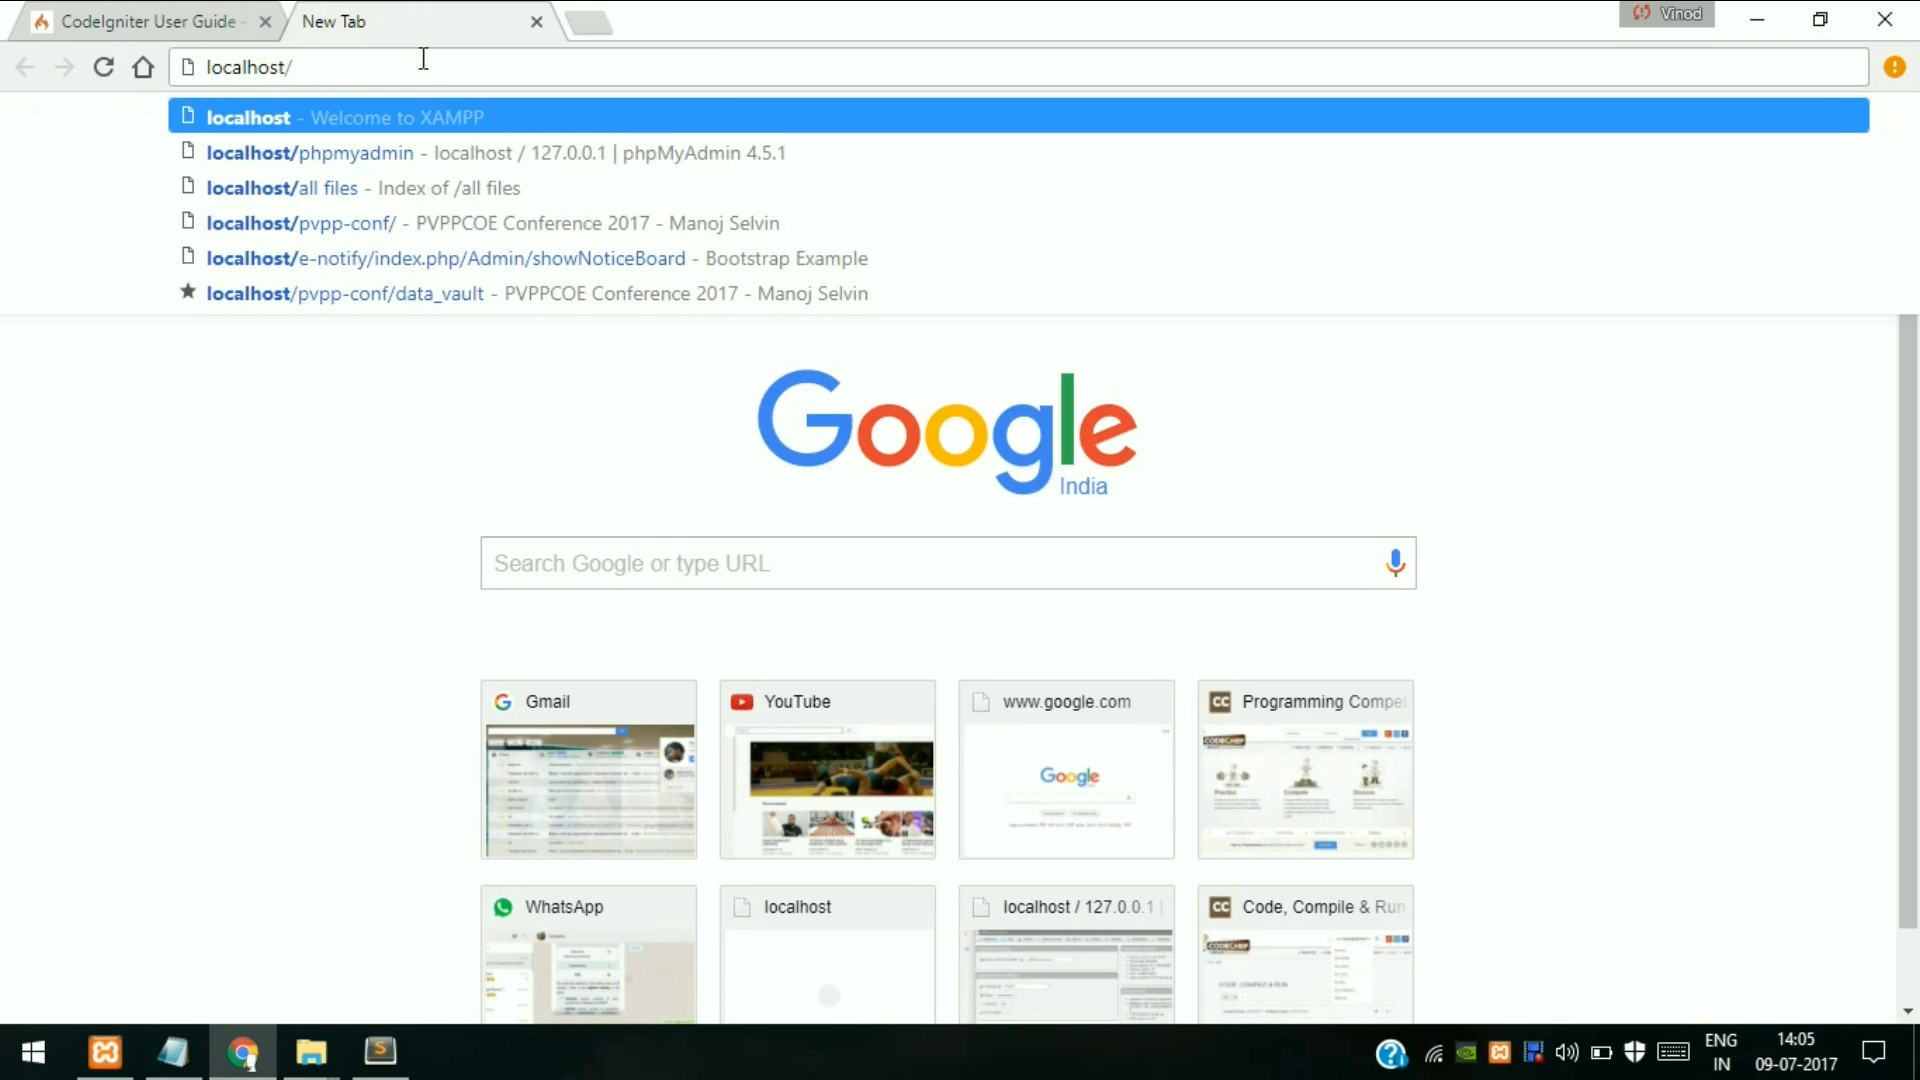 CodeIgniter User Guide -
New Tab
Vinod
localhost/
localhost - Welcome to XAMPP
localhost/phpmyadmin - localhost / 127.0.0.1 | phpMyAdmin 4.5.1
localhost/all files - Index of /all files
localhost/pvpp-conf/ - PVPPCOE Conference 2017 - Manoj Selvin
localhost/e-notify/index.php/Admin/showNoticeBoard - Bootstrap Example
localhost/pvpp-conf/data_vault - PVPPCOE Conference 2017 - Manoj Selvin
Google
India
Search Google or type URL
Gmail
YouTube
www.google.com
CC Programming Compe
Google
WhatsApp
localhost
localhost / 127.0.0.1 |
CC Code, Compile & Run
ENG
IN
14:05
09-07-2017